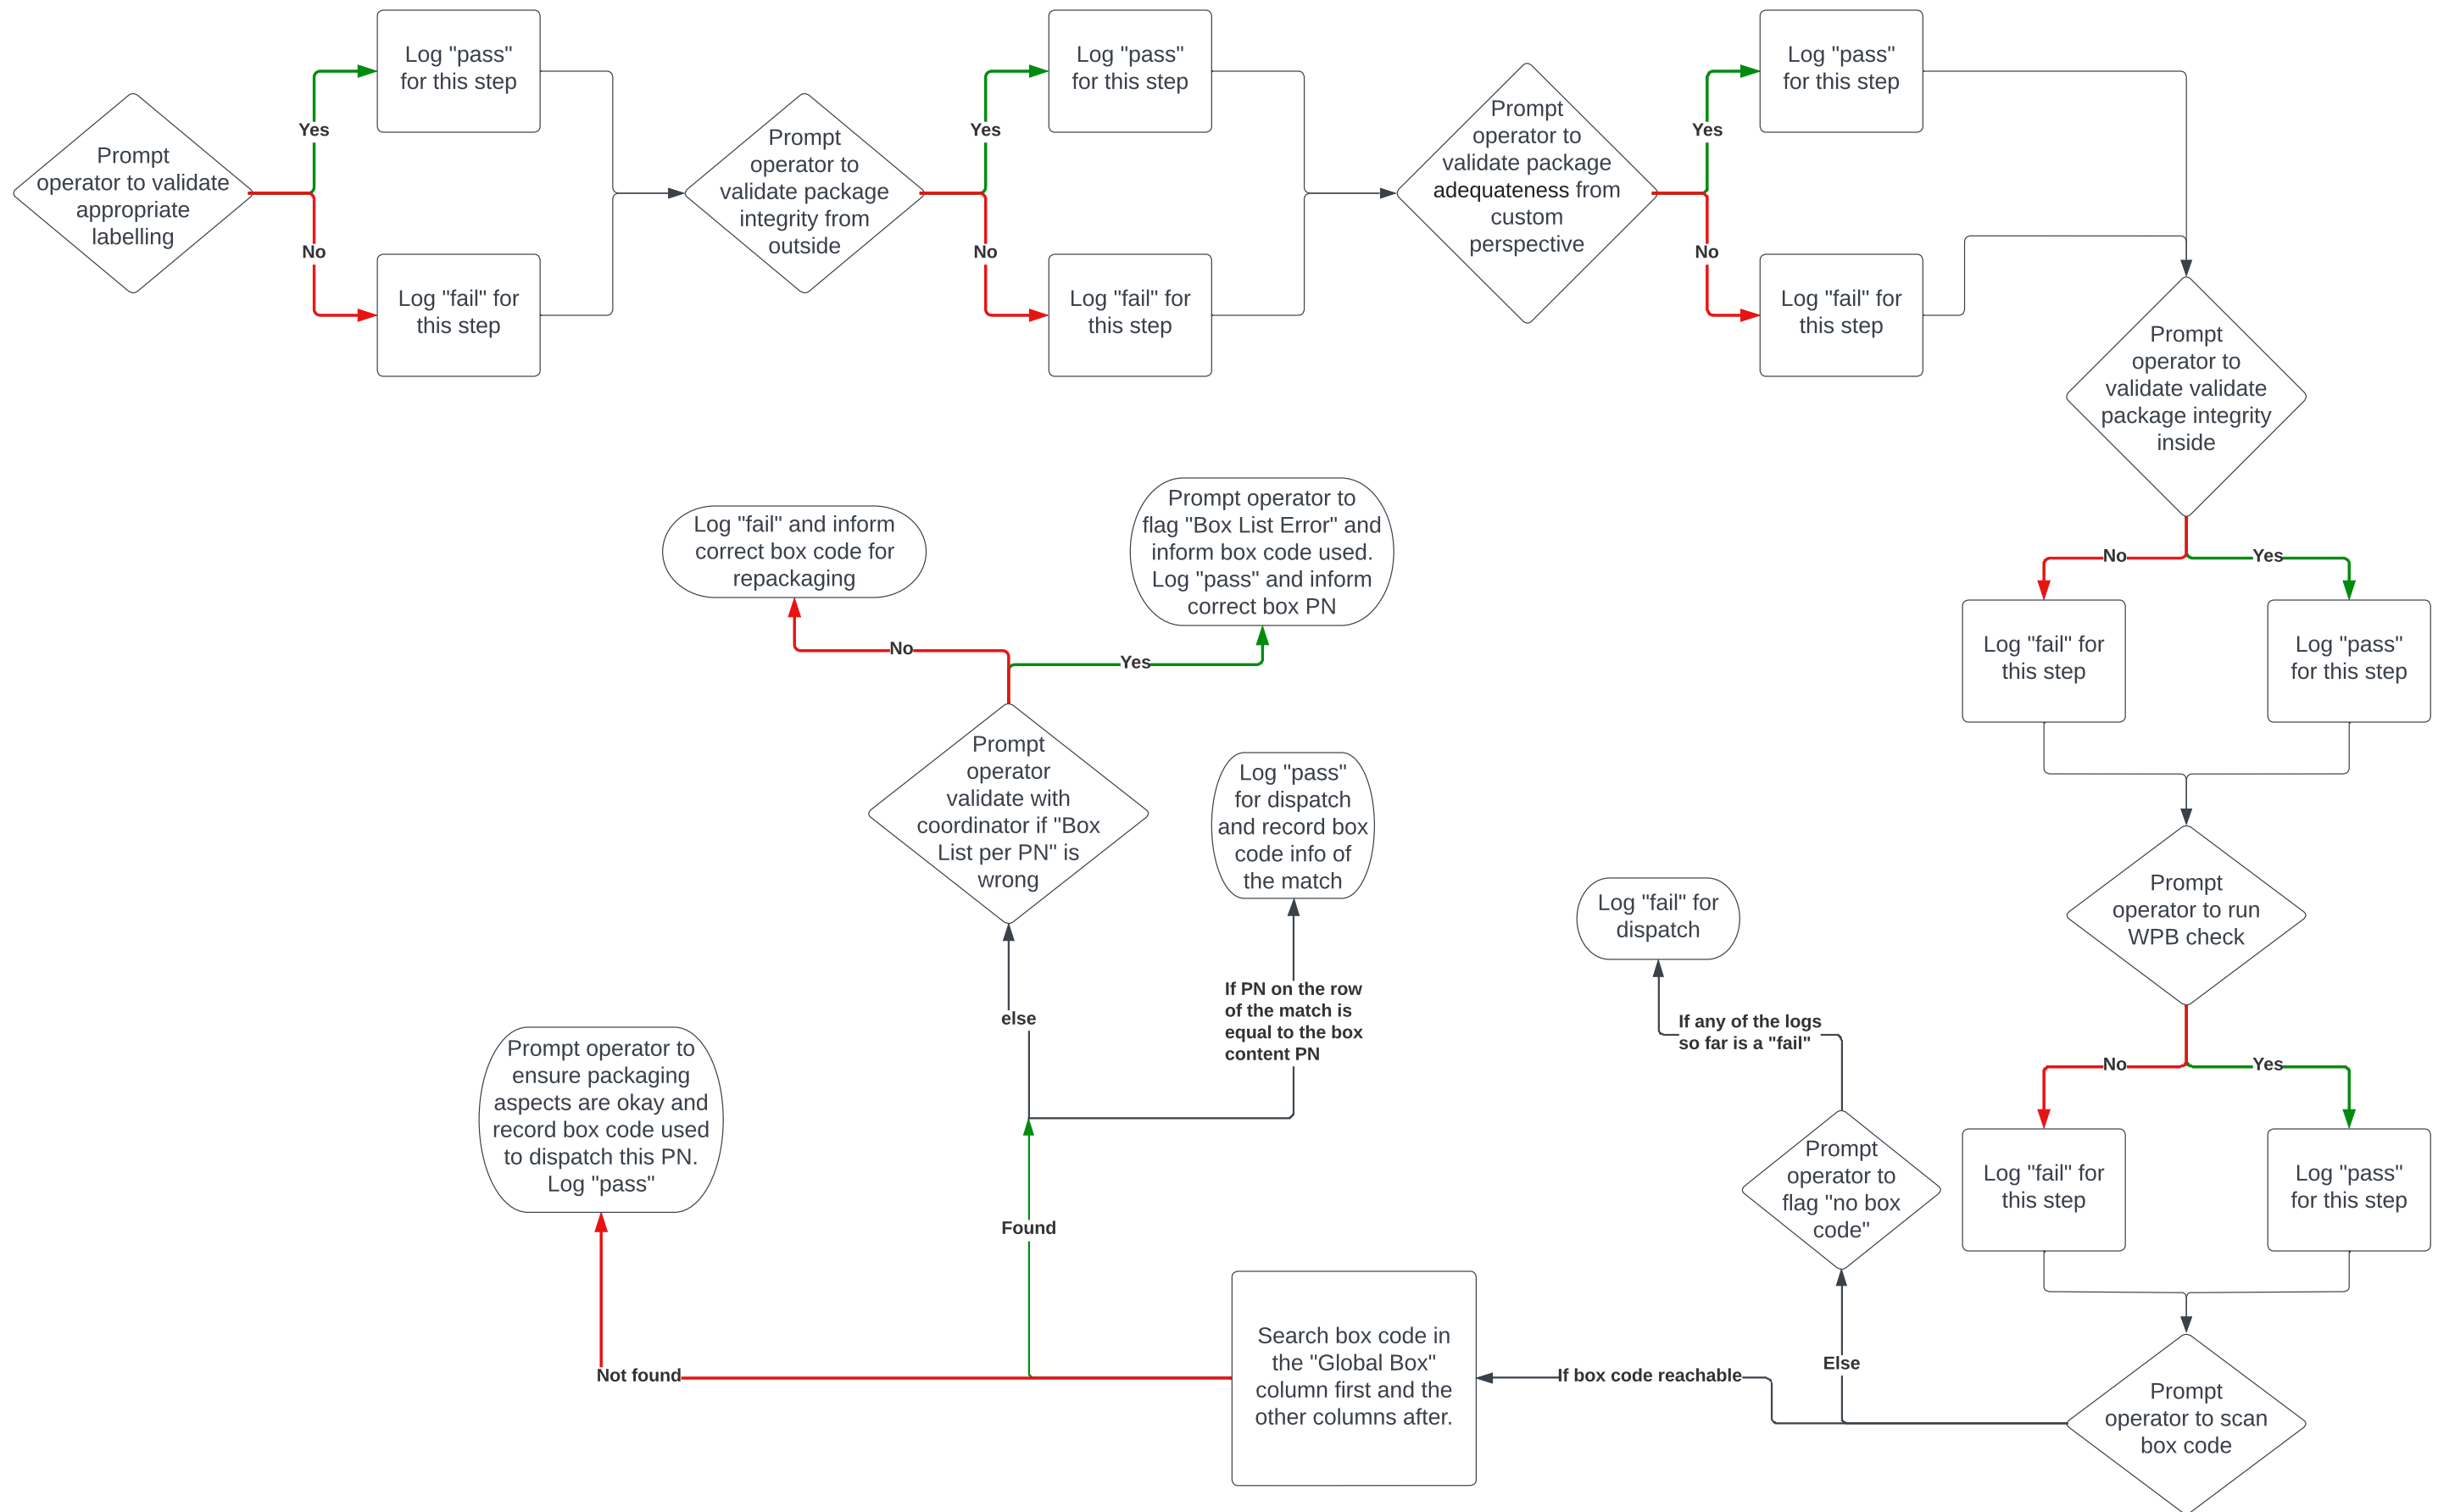 Prompt
operator to validate
appropriate
labelling
Yes
No
Log "pass"
for this step
Log "fail" for
this step
Prompt
operator to
validate package
integrity from
outside
Yes
No
Log "pass"
for this step
Log "fail" for
this step
Prompt
operator to
validate package
adequateness from
custom
perspective
Yes
No
Log "pass"
for this step
Log "fail" for
this step
Prompt
operator to
validate validate
package integrity
inside
No
Yes
Log "fail" for
this step
Log "pass"
for this step
Prompt
operator to run
WPB check
No
Yes
Log "fail" for
this step
Log "pass"
for this step
Prompt
operator to scan
box code
Else
Prompt
operator to
flag "no box
code"
If any of the logs
so far is a "fail"
Log "fail" for
dispatch
If box code reachable
Search box code in
the "Global Box"
column first and the
other columns after.
Not found
Prompt operator to
ensure packaging
aspects are okay and
record box code used
to dispatch this PN.
Log "pass"
Found
If PN on the row
of the match is
equal to the box
content PN
Log "pass"
for dispatch
and record box
code info of
the match
else
Prompt
operator
validate with
coordinator if "Box
List per PN" is
wrong
No
Log "fail" and inform
correct box code for
repackaging
Yes
Prompt operator to
flag "Box List Error" and
inform box code used.
Log "pass" and inform
correct box PN